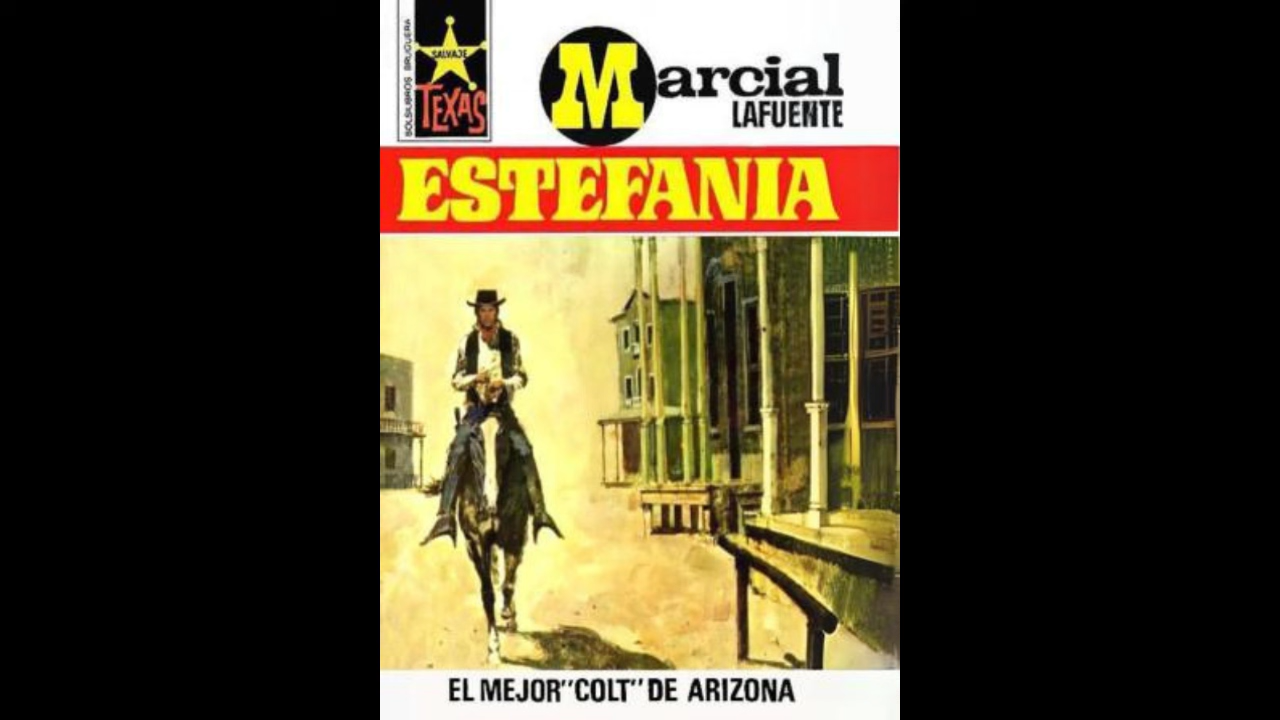 BOLSILIBROS BRUGUERA
SALVAJE
TEXAS
Marcial
LAFUENTE
ESTEFANIA
EL MEJOR "COLT" DE ARIZONA